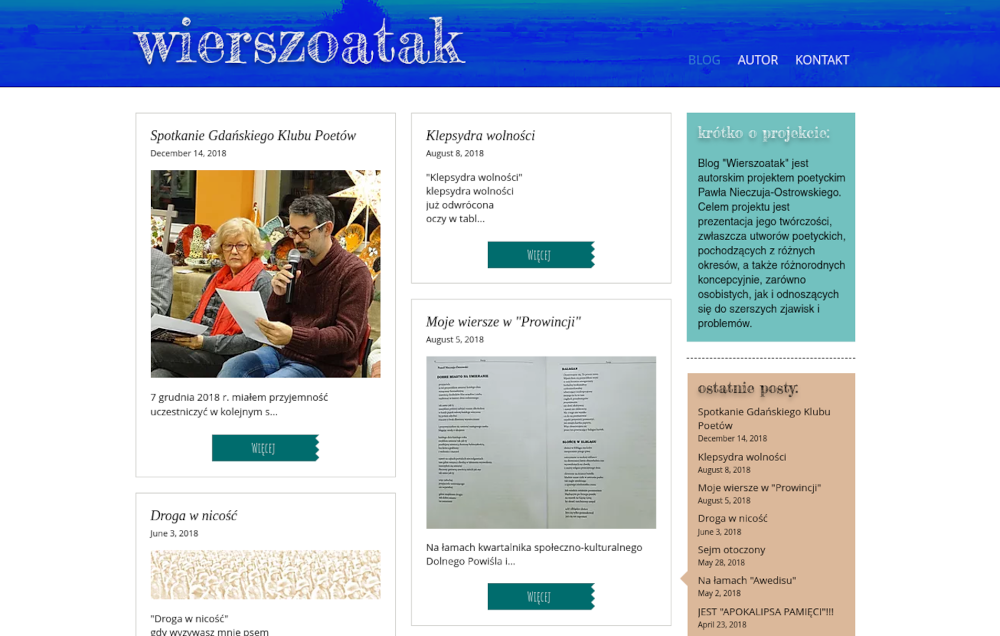 wierszoatak
BLOG AUTOR KONTAKT
Spotkanie Gdańskiego Klubu Poetów
December 14, 2018
7 grudnia 2018 r. miałem przyjemność
uczestniczyć w kolejnym s...
Więcej
Droga w nicość
June 3, 2018
"Droga w nicość"
gdy wyzywasz mnie psem
Klepsydra wolności
August 8, 2018
"Klepsydra wolności"
klepsydra wolności
już odwrócona
oczy w tabl...
Więcej
Moje wiersze w "Prowincji"
August 5, 2018
Na łamach kwartalnika społeczno-kulturalnego
Dolnego Powiśla i...
Więcej
krótko o projekcie:
Blog "Wierszoatak" jest
autorskim projektem poetyckim
Pawła Nieczuja-Ostrowskiego.
Celem projektu jest
prezentacja jego twórczości,
zwłaszcza utworów poetyckich,
pochodzących z różnych
okresów, a także różnorodnych
koncepcyjnie, zarówno
osobistych, jak i odnoszących
się do szerszych zjawisk i
problemów.
ostatnie posty:
Spotkanie Gdańskiego Klubu
Poetów
December 14, 2018
Klepsydra wolności
August 8, 2018
Moje wiersze w "Prowincji"
August 5, 2018
Droga w nicość
June 3, 2018
Sejm otoczony
May 28, 2018
Na łamach "Awedisu"
May 2, 2018
JEST "APOKALIPSA PAMIĘCI"!!!
April 23, 2018